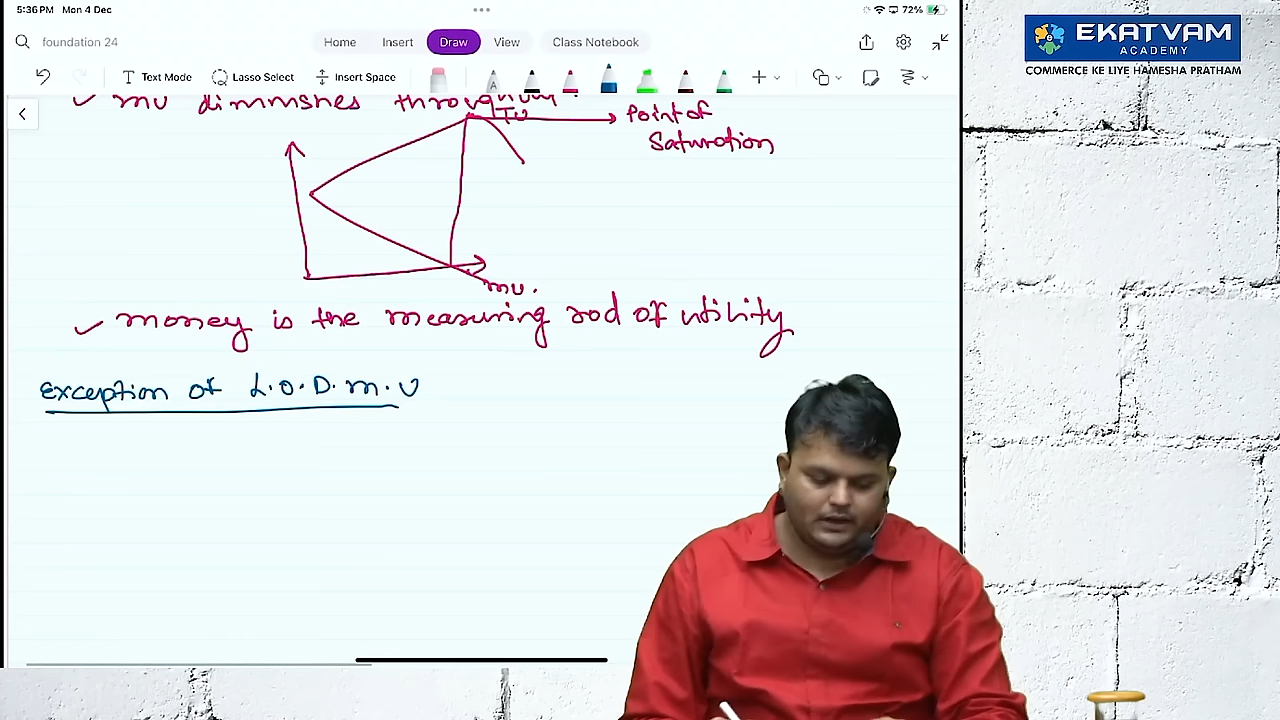 5:36 PM Mon 4 Dec
72%
foundation 24
Home Insert Draw View Class Notebook
Text Mode Lasso Select Insert Space
EKATVAM
ACADEMY
COMMERCE KE LIYE HAMESHA PRATHAM
✓ mu diminishes
TU
Point of
Saturation
mu.
✓ money is the measuring rod of utility
Exception of L.O.D.M.U